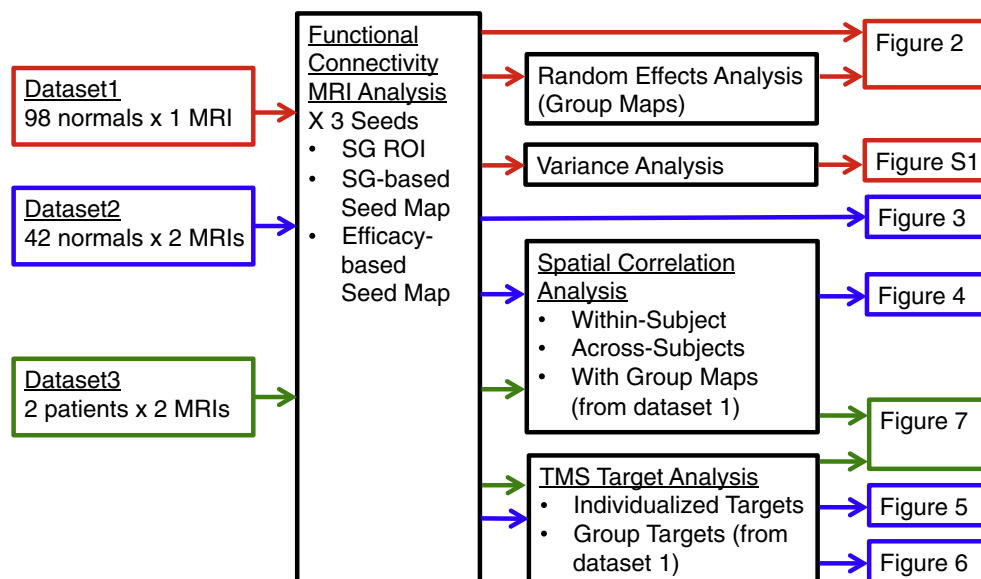 Dataset1
98 normals x 1 MRI
Dataset2
42 normals x 2 MRIs
Dataset3
2 patients x 2 MRIs
Functional
Connectivity
MRI Analysis
X 3 Seeds
• SG ROI
• SG-based
Seed Map
• Efficacy-
based
Seed Map
Random Effects Analysis
(Group Maps)
Variance Analysis
Spatial Correlation
Analysis
• Within-Subject
• Across-Subjects
• With Group Maps
(from dataset 1)
TMS Target Analysis
• Individualized Targets
• Group Targets (from
dataset 1)
Figure 2
Figure S1
Figure 3
Figure 4
Figure 7
Figure 5
Figure 6